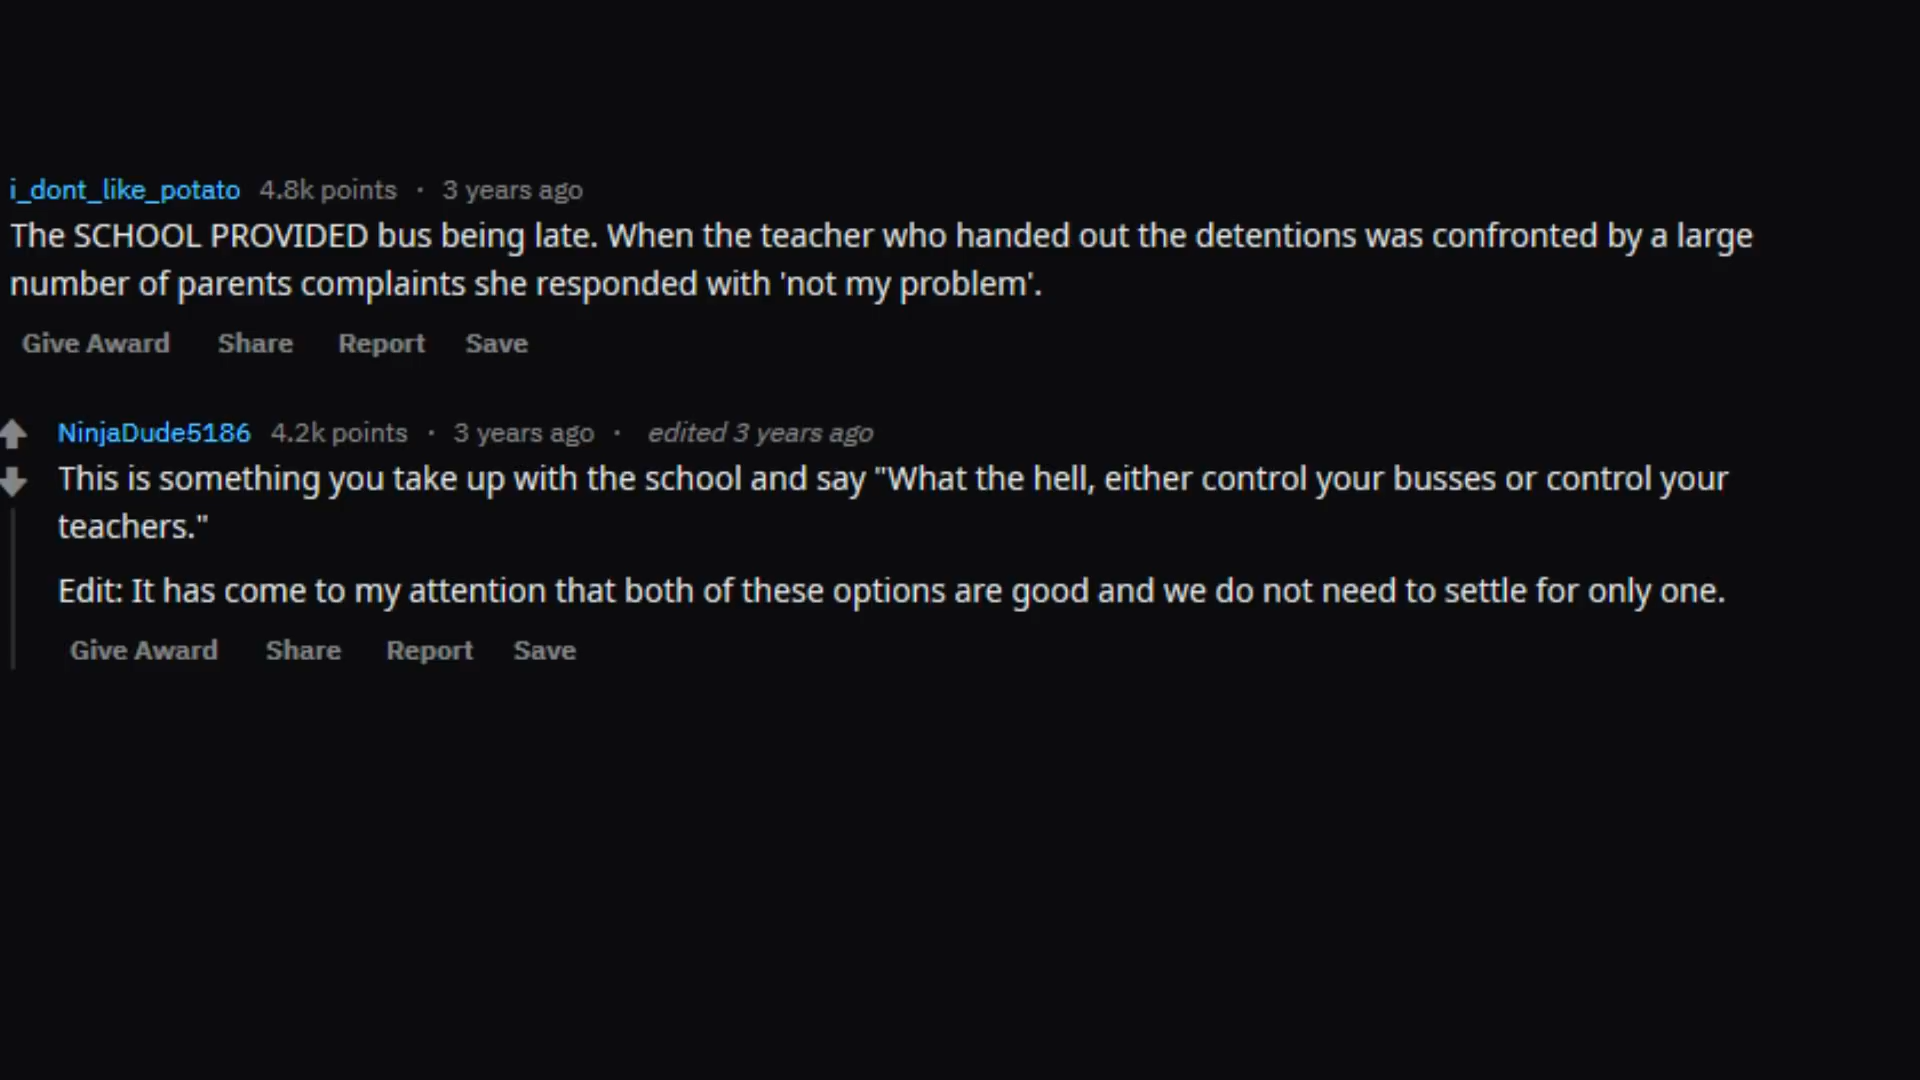 i_dont_like_potato 4.8k points · 3 years ago
The SCHOOL PROVIDED bus being late. When the teacher who handed out the detentions was confronted by a large
number of parents complaints she responded with 'not my problem'.
Give Award Share Report Save
NinjaDude5186 4.2k points · 3 years ago · edited 3 years ago
This is something you take up with the school and say "What the hell, either control your busses or control your
teachers."
Edit: It has come to my attention that both of these options are good and we do not need to settle for only one.
Give Award Share Report Save